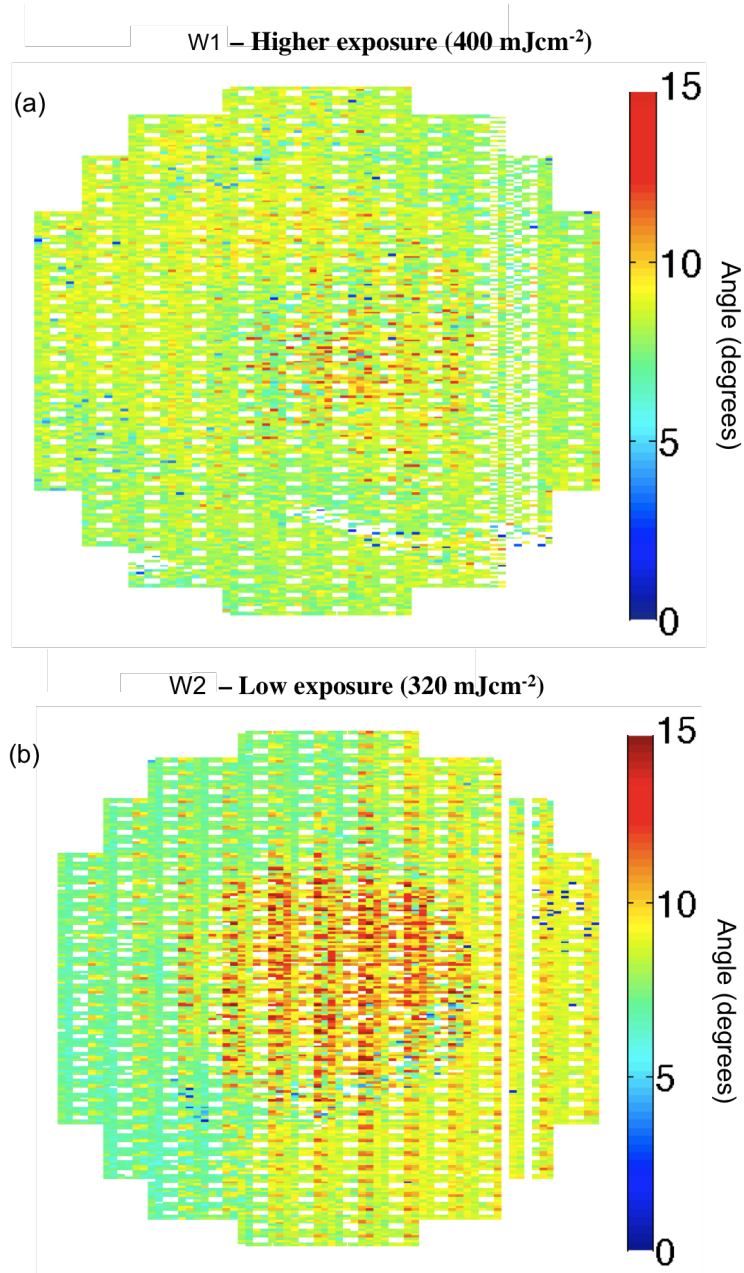 W1 – Higher exposure (400 mJcm-2)
(a)
15
10
5
0
Angle (degrees)
W2 – Low exposure (320 mJcm-2)
(b)
15
10
5
0
Angle (degrees)